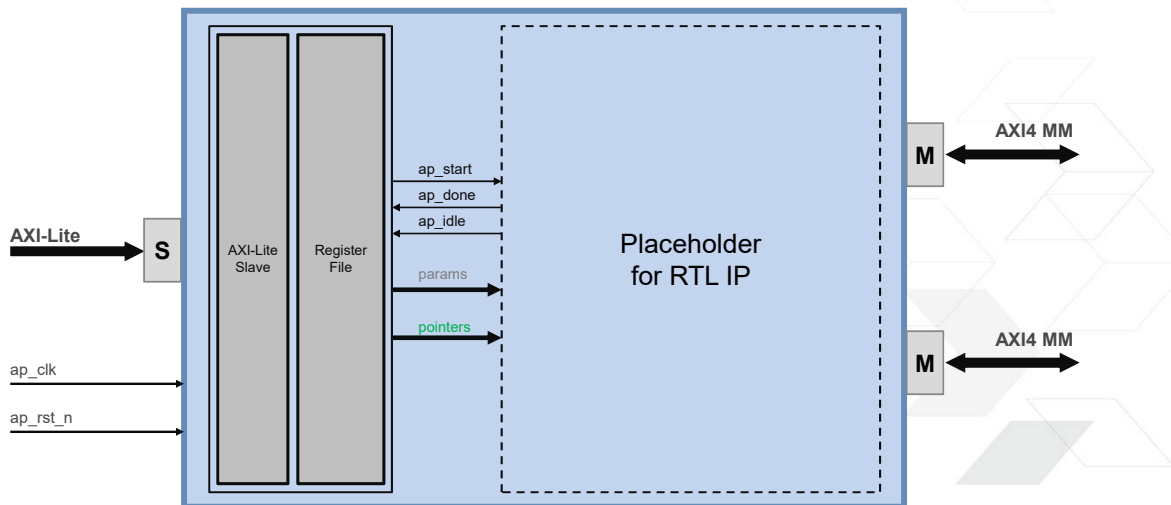 AXI-Lite
S
ap_clk
ap_rst_n
AXI-Lite
Slave
Register
File
ap_start
ap_done
ap_idle
params
pointers
Placeholder
for RTL IP
M
AXI4 MM
M
AXI4 MM